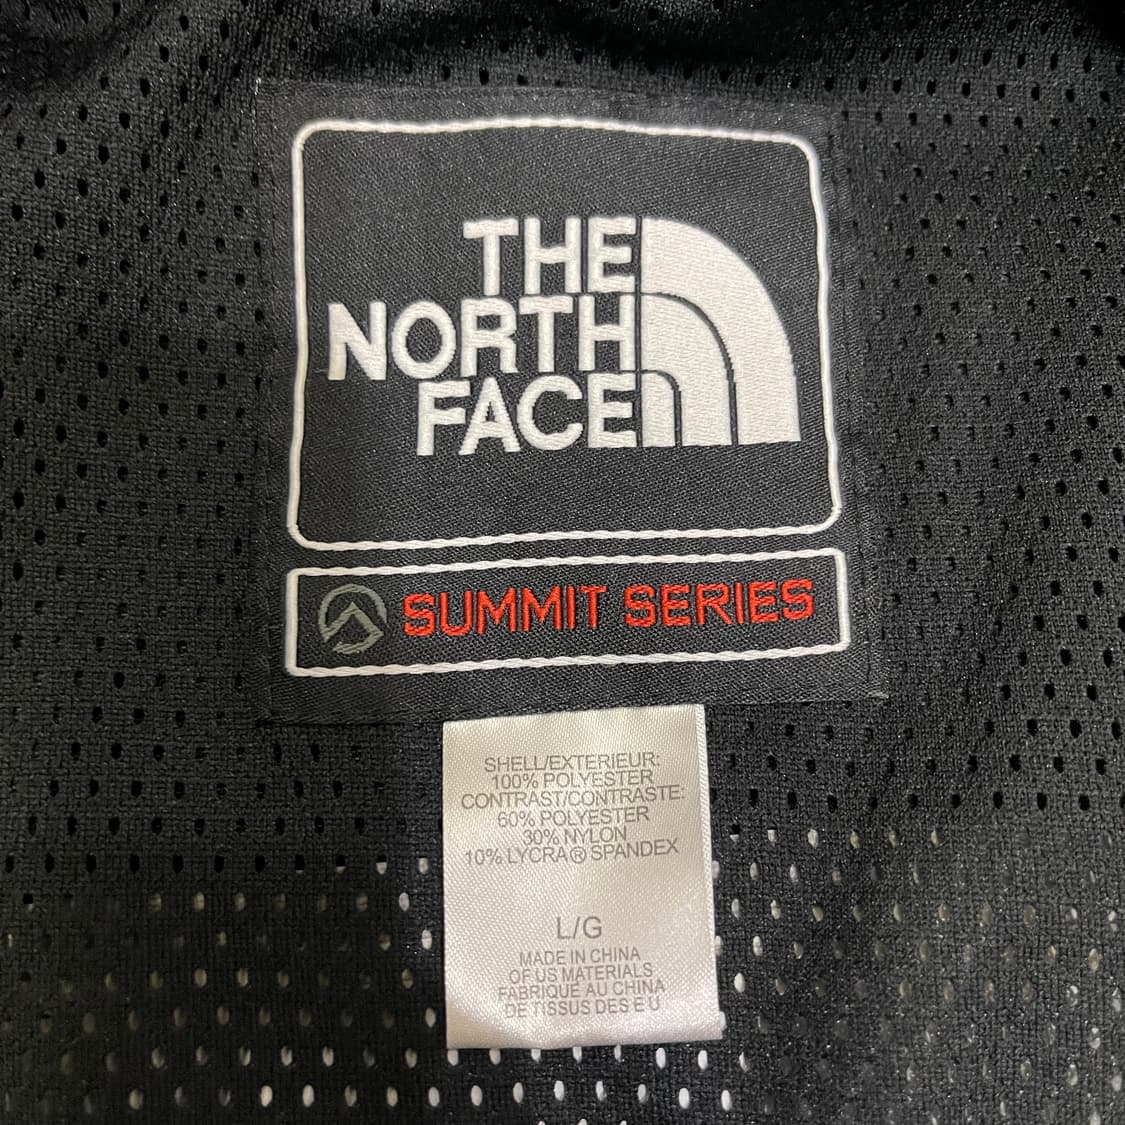 THE
NORTH
FACE
SUMMIT SERIES
SHELL/EXTERIEUR:
100% POLYESTER
CONTRAST/CONTRASTE:
60% POLYESTER
30% NYLON
10% LYCRA® SPANDEX
L/G
MADE IN CHINA
OF US MATERIALS
FABRIQUÉ AU CHINA
DE TISSUS DES E U